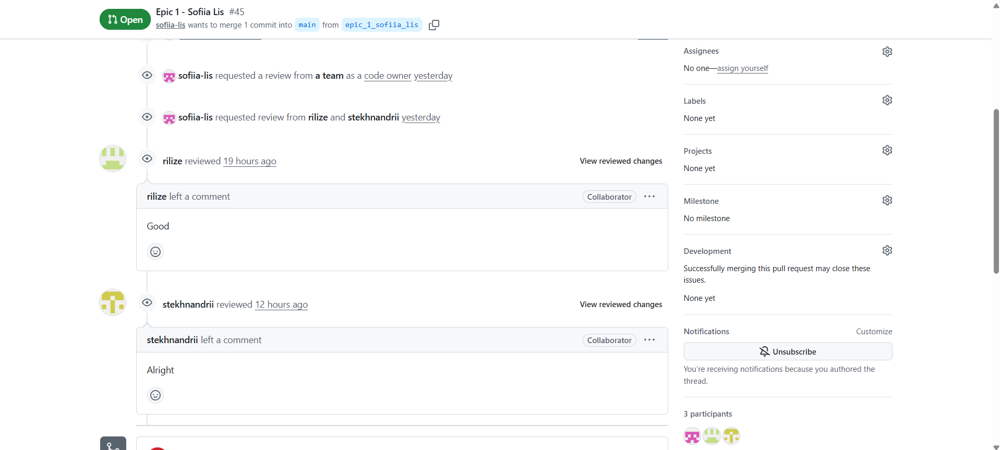 Open
Epic 1 - Sofiia Lis #45
sofiia-lis wants to merge 1 commit into main from epic_1_sofiia_lis
sofiia-lis requested a review from a team as a code owner yesterday
sofiia-lis requested review from rilize and stekhnandrii yesterday
rilize reviewed 19 hours ago
View reviewed changes
rilize left a comment
Collaborator
Good
stekhnandrii reviewed 12 hours ago
View reviewed changes
stekhnandrii left a comment
Collaborator
Alright
Assignees
No one—assign yourself
Labels
None yet
Projects
None yet
Milestone
No milestone
Development
Successfully merging this pull request may close these
issues.
None yet
Notifications
Customize
Unsubscribe
You're receiving notifications because you authored the
thread.
3 participants